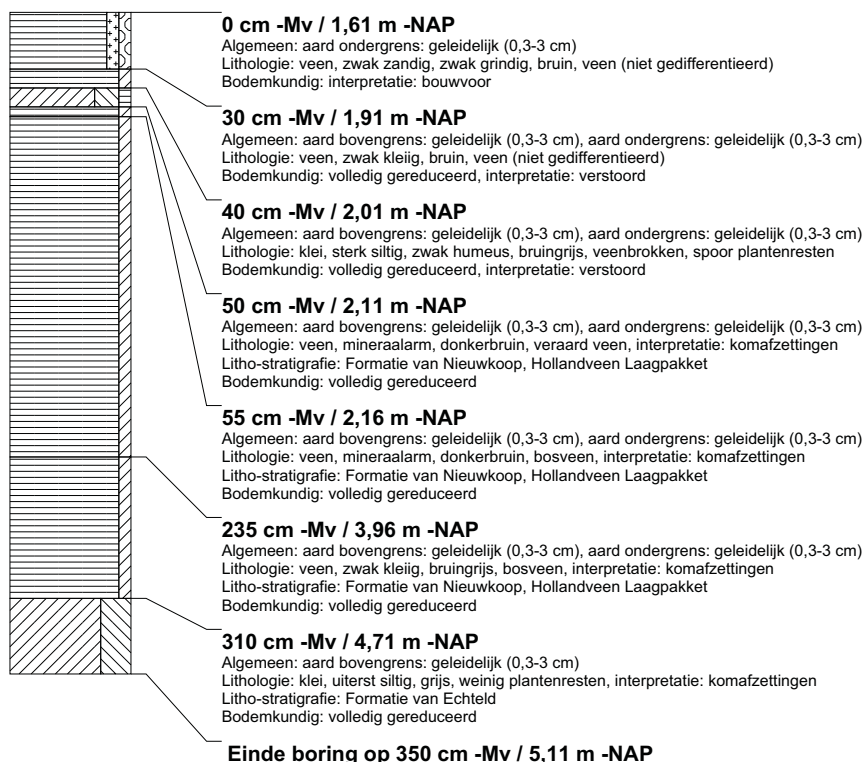 0 cm -Mv / 1,61 m -NAP
Algemeen: aard ondergrens: geleidelijk (0,3-3 cm)
Lithologie: veen, zwak zandig, zwak grindig, bruin, veen (niet gedifferentieerd)
Bodemkundig: interpretatie: bouwvoor
30 cm -Mv / 1,91 m -NAP
Algemeen: aard bovengrens: geleidelijk (0,3-3 cm), aard ondergrens: geleidelijk (0,3-3 cm)
Lithologie: veen, zwak kleiig, bruin, veen (niet gedifferentieerd)
Bodemkundig: volledig gereduceerd, interpretatie: verstoord
40 cm -Mv / 2,01 m -NAP
Algemeen: aard bovengrens: geleidelijk (0,3-3 cm), aard ondergrens: geleidelijk (0,3-3 cm)
Lithologie: klei, sterk siltig, zwak humeus, bruingrijs, veenbrokken, spoor plantenresten
Bodemkundig: volledig gereduceerd, interpretatie: verstoord
50 cm -Mv / 2,11 m -NAP
Algemeen: aard bovengrens: geleidelijk (0,3-3 cm), aard ondergrens: geleidelijk (0,3-3 cm)
Lithologie: veen, mineraalarm, donkerbruin, veraard veen, interpretatie: komafzettingen
Litho-stratigrafie: Formatie van Nieuwkoop, Hollandveen Laagpakket
Bodemkundig: volledig gereduceerd
55 cm -Mv / 2,16 m -NAP
Algemeen: aard bovengrens: geleidelijk (0,3-3 cm), aard ondergrens: geleidelijk (0,3-3 cm)
Lithologie: veen, mineraalarm, donkerbruin, bosveen, interpretatie: komafzettingen
Litho-stratigrafie: Formatie van Nieuwkoop, Hollandveen Laagpakket
Bodemkundig: volledig gereduceerd
235 cm -Mv / 3,96 m -NAP
Algemeen: aard bovengrens: geleidelijk (0,3-3 cm), aard ondergrens: geleidelijk (0,3-3 cm)
Lithologie: veen, zwak kleiig, bruingrijs, bosveen, interpretatie: komafzettingen
Litho-stratigrafie: Formatie van Nieuwkoop, Hollandveen Laagpakket
Bodemkundig: volledig gereduceerd
310 cm -Mv / 4,71 m -NAP
Algemeen: aard bovengrens: geleidelijk (0,3-3 cm)
Lithologie: klei, uiterst siltig, grijs, weinig plantenresten, interpretatie: komafzettingen
Litho-stratigrafie: Formatie van Echteld
Bodemkundig: volledig gereduceerd
Einde boring op 350 cm -Mv / 5,11 m -NAP